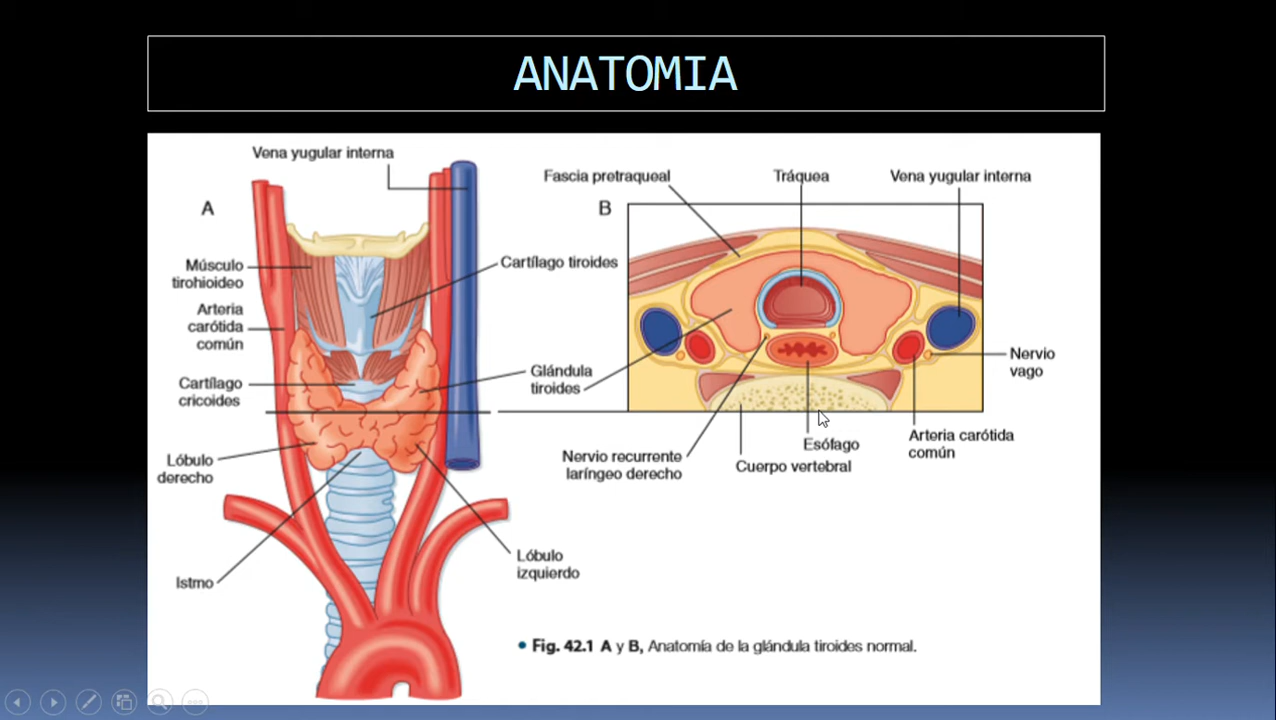 ANATOMIA
Vena yugular interna
A
Músculo
tirohioideo
Arteria
carótida
común
Cartílago
cricoides
Lóbulo
derecho
Istmo
Cartílago tiroides
Glándula
tiroides
Lóbulo
izquierdo
B
Fascia pretraqueal
Tráquea
Vena yugular interna
Nervio
vago
Arteria carótida
común
Esófago
Cuerpo vertebral
Nervio recurrente
laríngeo derecho
• Fig. 42.1 A y B, Anatomía de la glándula tiroides normal.